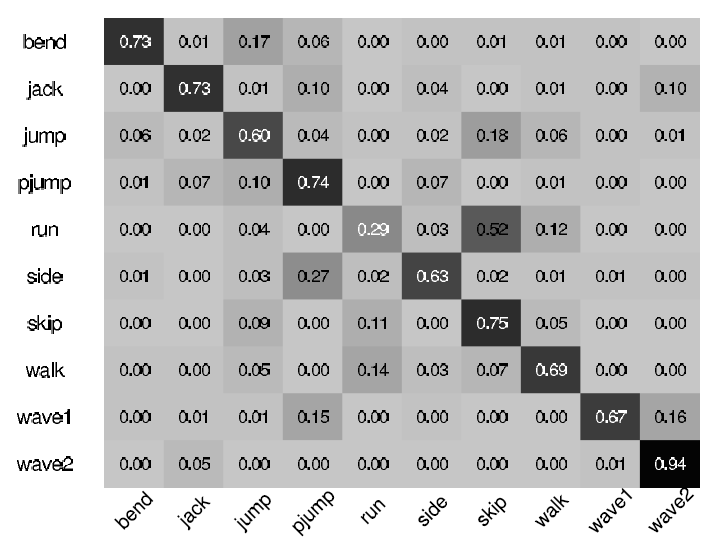 bend 0.73 0.01 0.17 0.06 0.00 0.00 0.01 0.01 0.00 0.00
jack 0.00 0.73 0.01 0.10 0.00 0.04 0.00 0.01 0.00 0.10
jump 0.06 0.02 0.60 0.04 0.00 0.02 0.18 0.06 0.00 0.01
pjump 0.01 0.07 0.10 0.74 0.00 0.07 0.00 0.01 0.00 0.00
run 0.00 0.00 0.04 0.00 0.29 0.03 0.52 0.12 0.00 0.00
side 0.01 0.00 0.03 0.27 0.02 0.63 0.02 0.01 0.01 0.00
skip 0.00 0.00 0.09 0.00 0.11 0.00 0.75 0.05 0.00 0.00
walk 0.00 0.00 0.05 0.00 0.14 0.03 0.07 0.69 0.00 0.00
wave1 0.00 0.01 0.01 0.15 0.00 0.00 0.00 0.00 0.67 0.16
wave2 0.00 0.05 0.00 0.00 0.00 0.00 0.00 0.00 0.01 0.94
bend jack jump pjump run side skip walk wave1 wave2